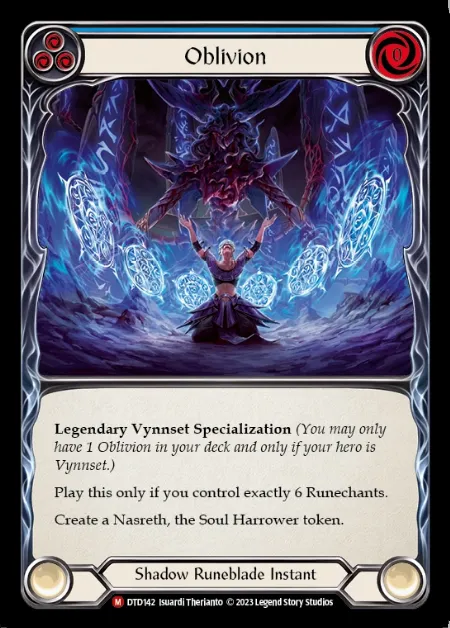 Oblivion
0
Legendary Vynnset Specialization (You may only
have 1 Oblivion in your deck and only if your hero is
Vynnset.)
Play this only if you control exactly 6 Runechants.
Create a Nasreth, the Soul Harrower token.
Shadow Runeblade Instant
M DTD142 Isuardi Therianto © 2023 Legend Story Studios